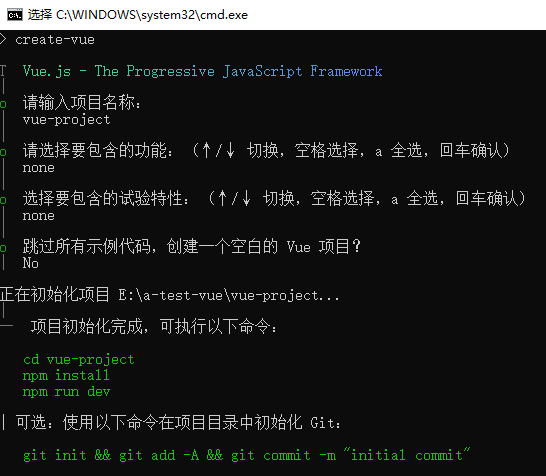 选择 C:\WINDOWS\system32\cmd.exe
> create-vue
T Vue.js - The Progressive JavaScript Framework
o 请输入项目名称：
vue-project
o 请选择要包含的功能： (↑/↓ 切换，空格选择，a 全选，回车确认)
none
o 选择要包含的试验特性： (↑/↓ 切换，空格选择，a 全选，回车确认)
none
o 跳过所有示例代码，创建一个空白的 Vue 项目？
| No
正在初始化项目 E:\a-test-vue\vue-project...
— 项目初始化完成，可执行以下命令：
cd vue-project
npm install
npm run dev
| 可选：使用以下命令在项目目录中初始化 Git：
git init && git add -A && git commit -m "initial commit"